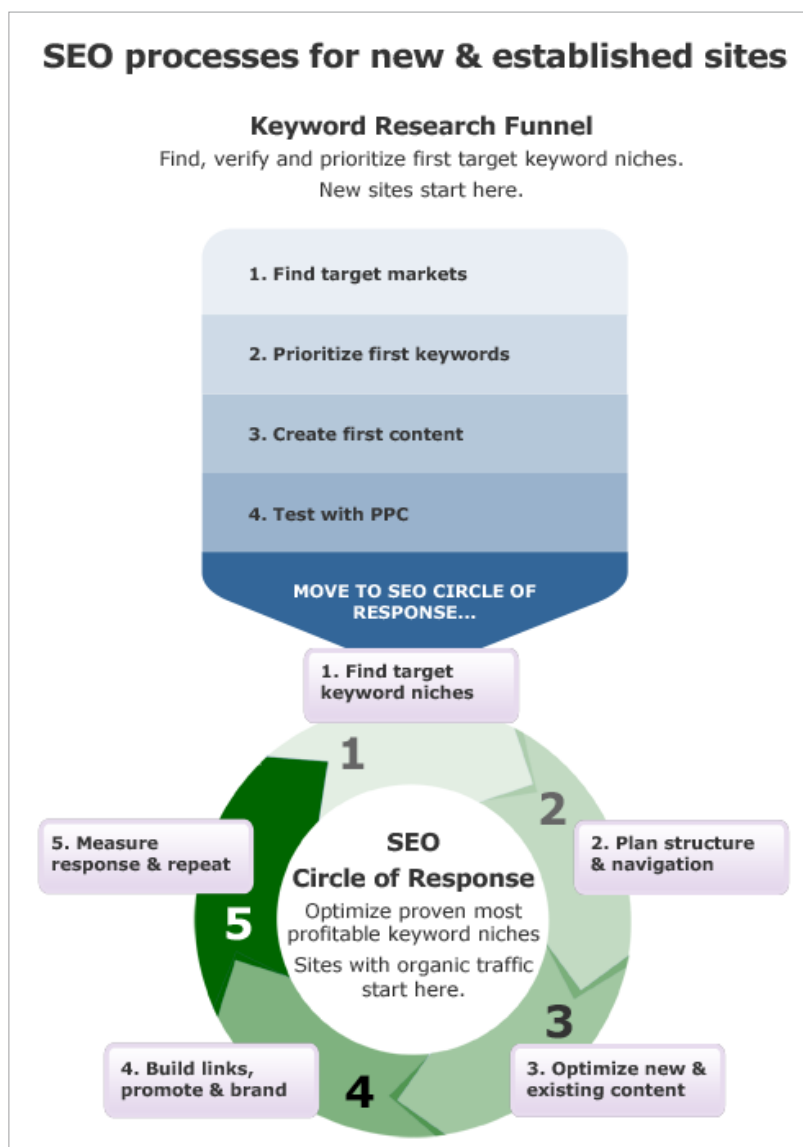 SEO processes for new & established sites
Keyword Research Funnel
Find, verify and prioritize first target keyword niches.
New sites start here.
1. Find target markets
2. Prioritize first keywords
3. Create first content
4. Test with PPC
MOVE TO SEO CIRCLE OF
RESPONSE...
1. Find target
keyword niches
1
2
2. Plan structure
& navigation
3
3. Optimize new &
existing content
4
4. Build links,
promote & brand
5
5. Measure
response & repeat
SEO
Circle of Response
Optimize proven most
profitable keyword niches
Sites with organic traffic
start here.